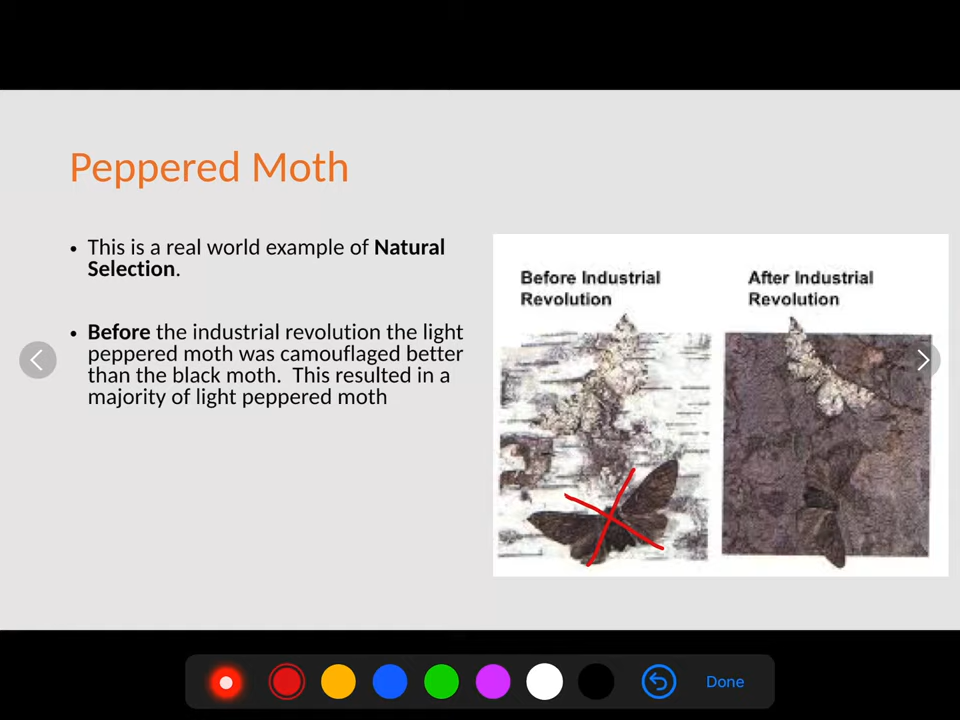 Peppered Moth
• This is a real world example of Natural
Selection.
• Before the industrial revolution the light
peppered moth was camouflaged better
than the black moth.  This resulted in a
majority of light peppered moth
Before Industrial
Revolution
After Industrial
Revolution
Done